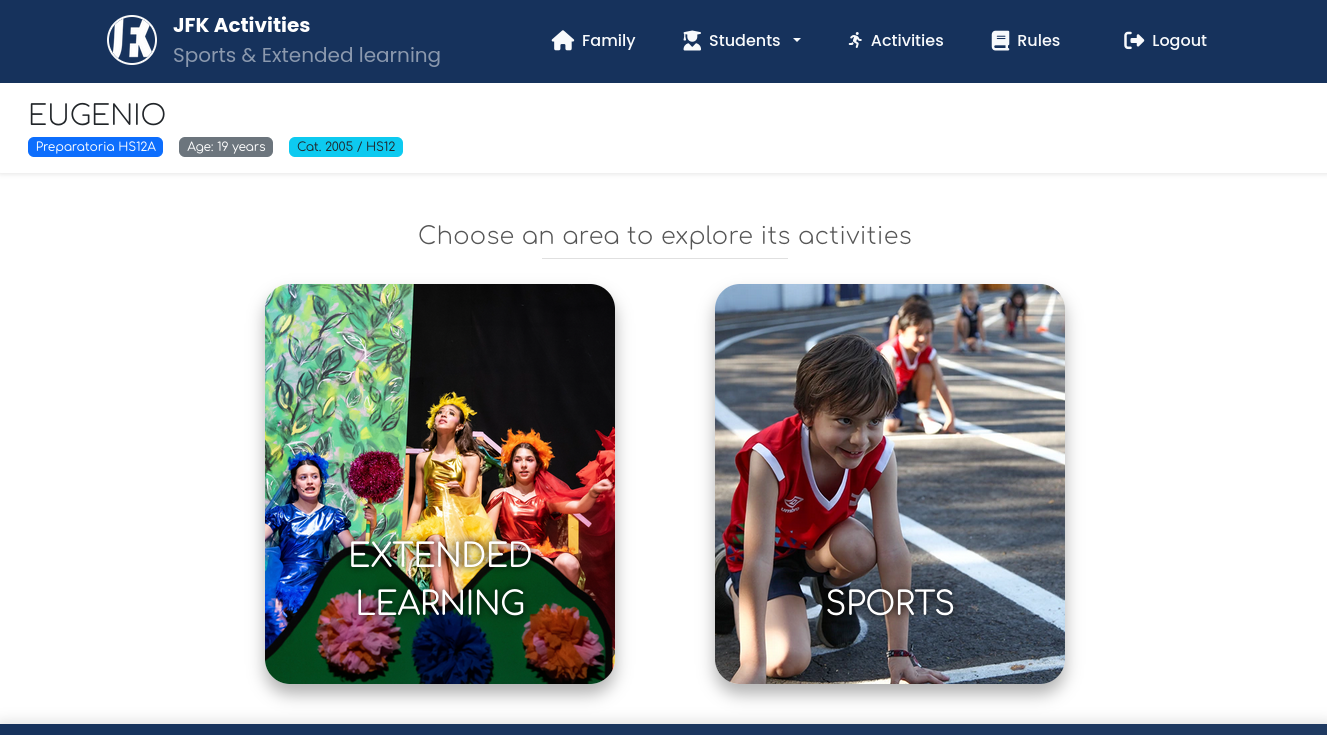 JFK Activities
Sports & Extended learning
Family
Students
Activities
Rules
Logout
EUGENIO
Preparatoria HS12A
Age: 19 years
Cat. 2005 / HS12
Choose an area to explore its activities
EXTENDED
LEARNING
SPORTS